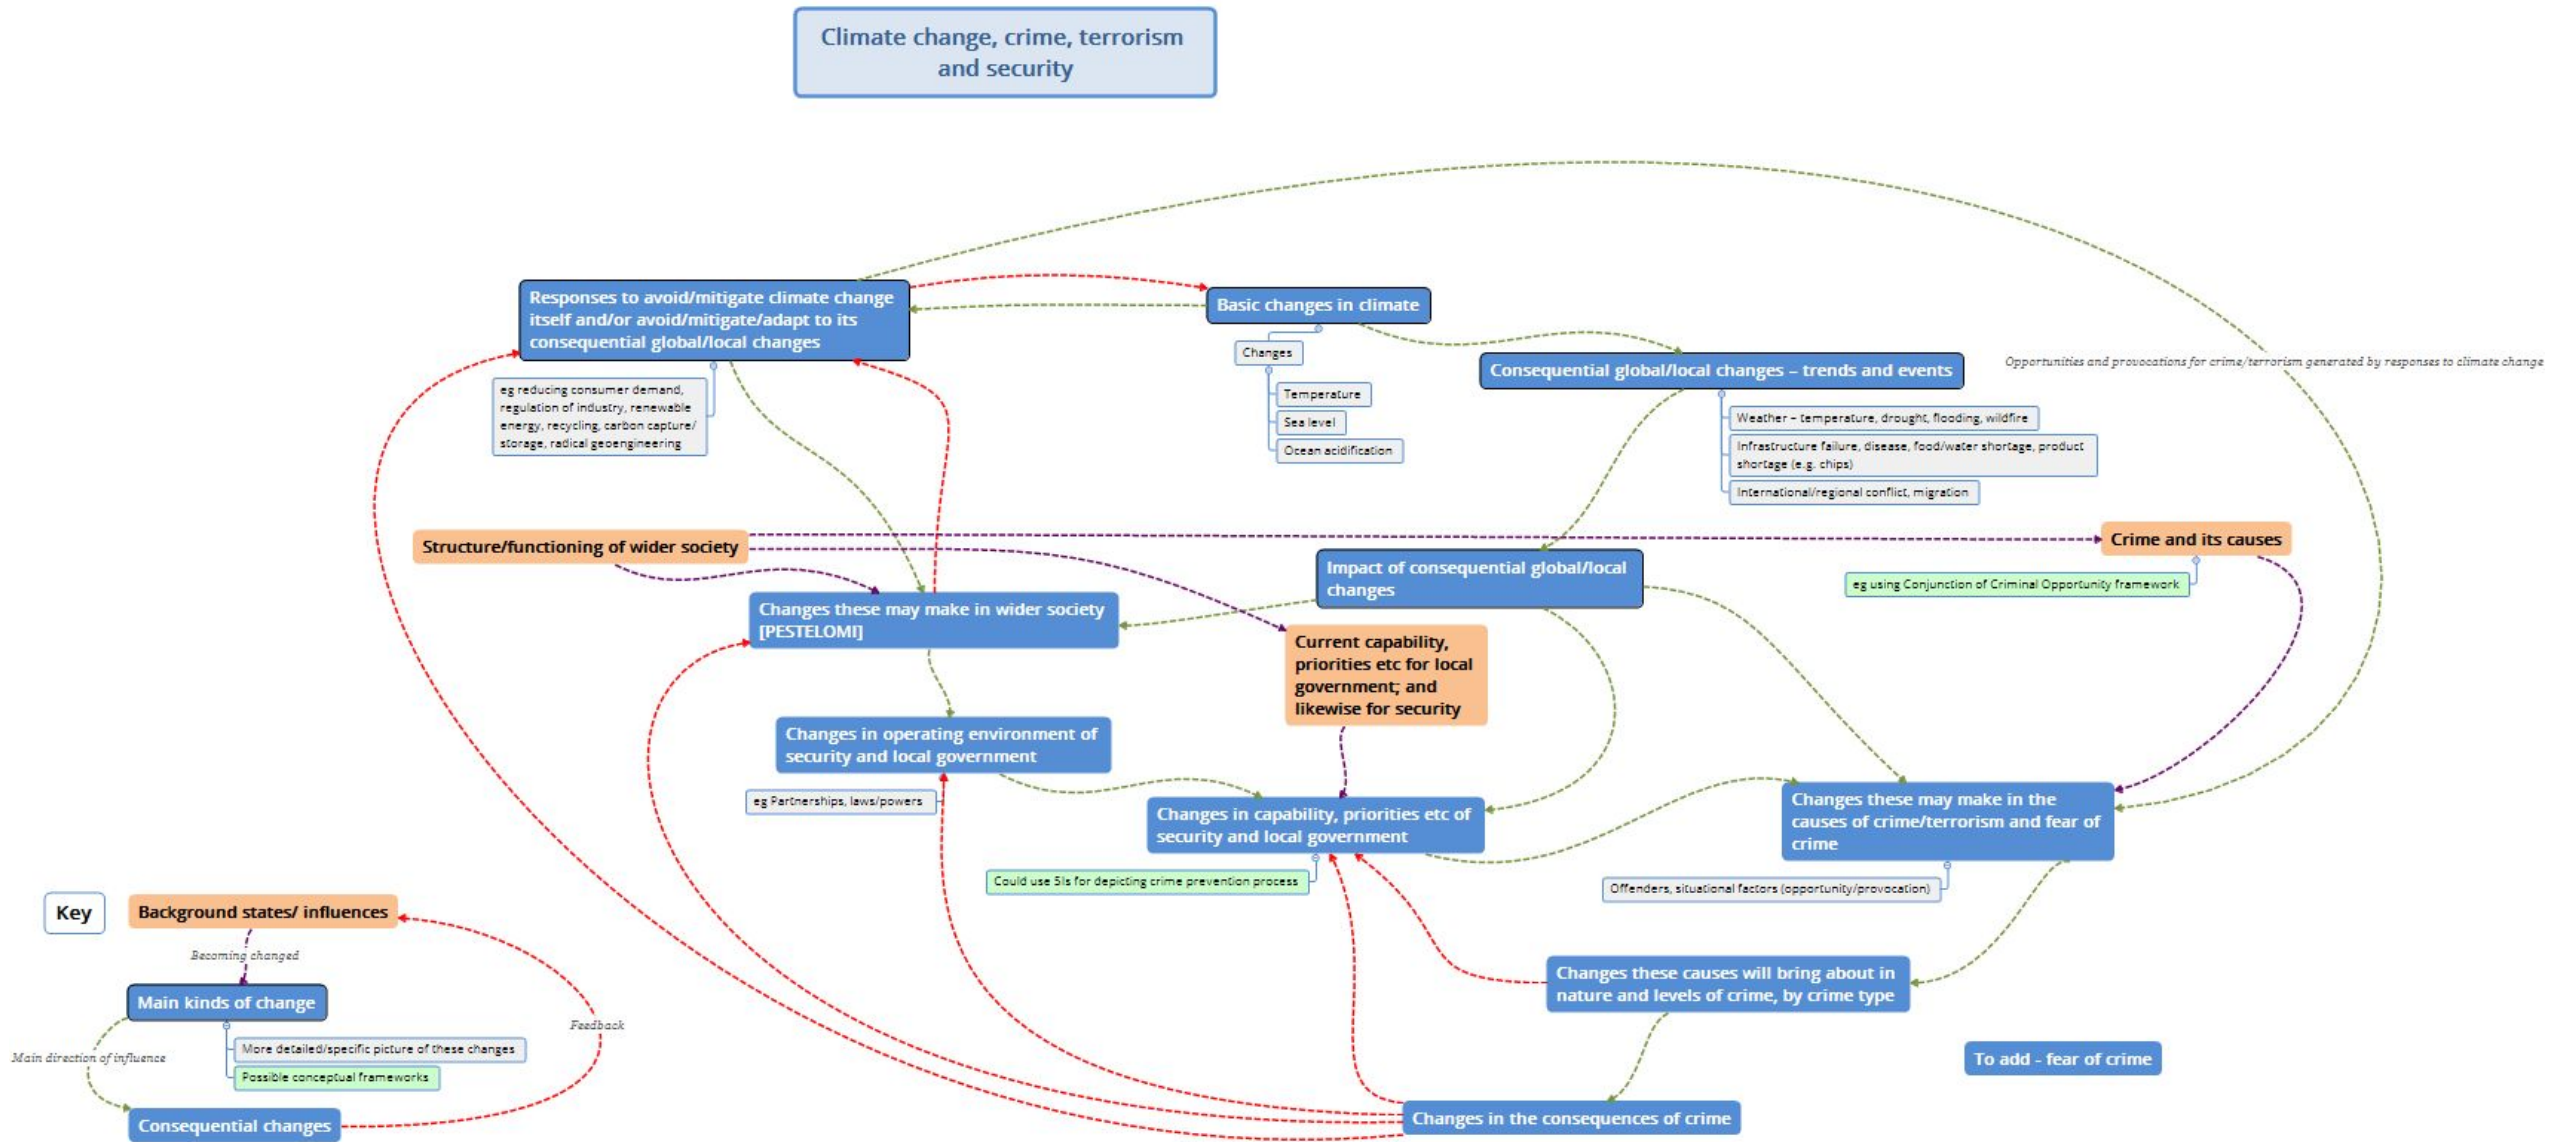 Climate change, crime, terrorism
and security
Responses to avoid/mitigate climate change
itself and/or avoid/mitigate/adapt to its
consequential global/local changes
eg reducing consumer demand,
regulation of industry, renewable
energy, recycling, carbon capture/
storage, radical geoengineering
Basic changes in climate
Changes
Temperature
Sea level
Ocean acidification
Consequential global/local changes – trends and events
Weather – temperature, drought, flooding, wildfire
Infrastructure failure, disease, food/water shortage, product
shortage (e.g. chips)
International/regional conflict, migration
Opportunities and provocations for crime/terrorism generated by responses to climate change
Structure/functioning of wider society
Crime and its causes
eg using Conjunction of Criminal Opportunity framework
Impact of consequential global/local
changes
Changes these may make in wider society
[PESTELOMI]
Current capability,
priorities etc for local
government; and
likewise for security
Changes in operating environment of
security and local government
eg Partnerships, laws/powers
Changes in capability, priorities etc of
security and local government
Could use 5Is for depicting crime prevention process
Changes these may make in the
causes of crime/terrorism and fear of
crime
Offenders, situational factors (opportunity/provocation)
Changes these causes will bring about in
nature and levels of crime, by crime type
To add - fear of crime
Changes in the consequences of crime
Key
Background states/ influences
Becoming changed
Main kinds of change
More detailed/specific picture of these changes
Possible conceptual frameworks
Main direction of influence
Feedback
Consequential changes